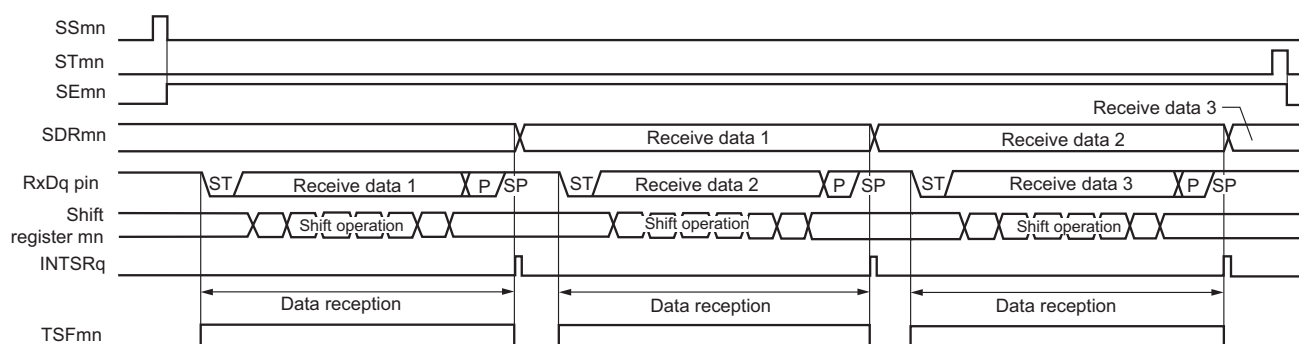 SSmn
STmn
SEmn
Receive data 3
SDRmn Receive data 1 Receive data 2
RxDq pin ST Receive data 1 P SP ST Receive data 2 P SP ST Receive data 3 P SP
Shift
register mn Shift operation Shift operation Shift operation
INTSRq
Data reception Data reception Data reception
TSFmn